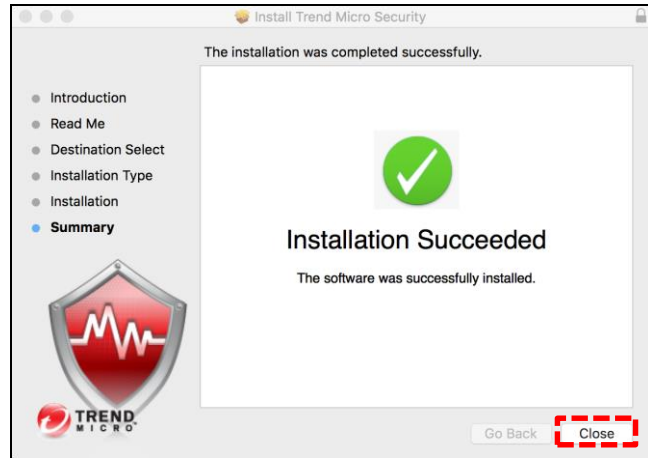 Install Trend Micro Security
The installation was completed successfully.
Introduction
Read Me
Destination Select
Installation Type
Installation
Summary
Installation Succeeded
The software was successfully installed.
TREND
MICRO
Go Back
Close